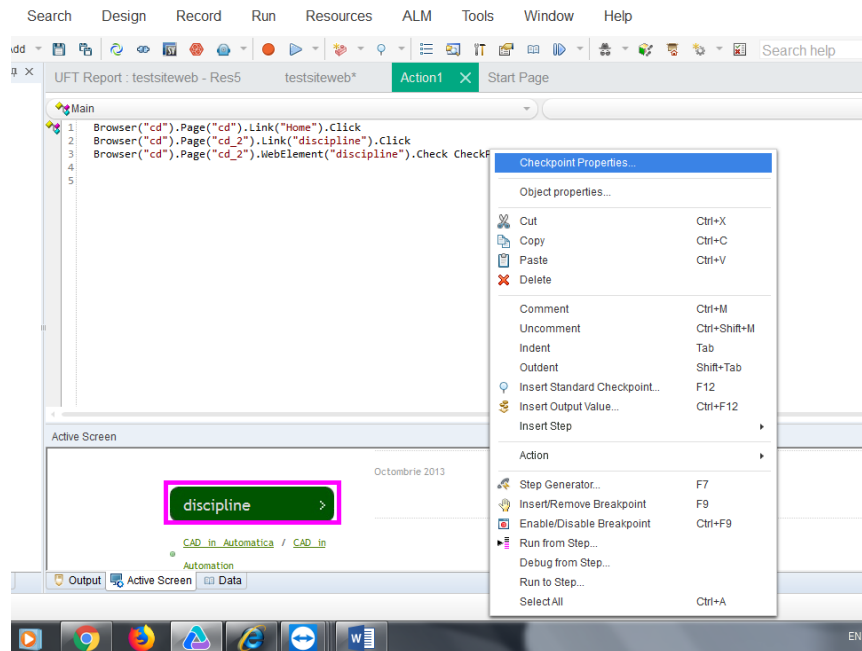 Search Design Record Run Resources ALM Tools Window Help
Add Search help
UFT Report : testsiteweb - Res5 testsiteweb* Action1 Start Page
Main
1 Browser("cd").Page("cd").Link("Home").Click
2 Browser("cd").Page("cd_2").Link("discipline").Click
3 Browser("cd").Page("cd_2").WebElement("discipline").Check CheckP
4
5
Checkpoint Properties...
Object properties...
Cut Ctrl+X
Copy Ctrl+C
Paste Ctrl+V
Delete
Comment Ctrl+M
Uncomment Ctrl+Shift+M
Indent Tab
Outdent Shift+Tab
Insert Standard Checkpoint... F12
Insert Output Value... Ctrl+F12
Insert Step
Action
Step Generator... F7
Insert/Remove Breakpoint F9
Enable/Disable Breakpoint Ctrl+F9
Run from Step...
Debug from Step...
Run to Step...
Select All Ctrl+A
Active Screen
Octombrie 2013
discipline >
CAD in Automatica / CAD in
Automation
Output Active Screen Data
EN